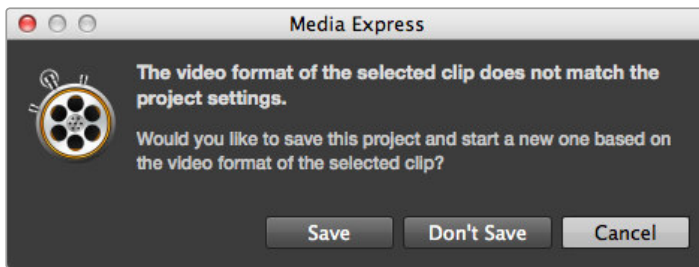 Media Express
The video format of the selected clip does not match the
project settings.
Would you like to save this project and start a new one based on
the video format of the selected clip?
Save
Don't Save
Cancel